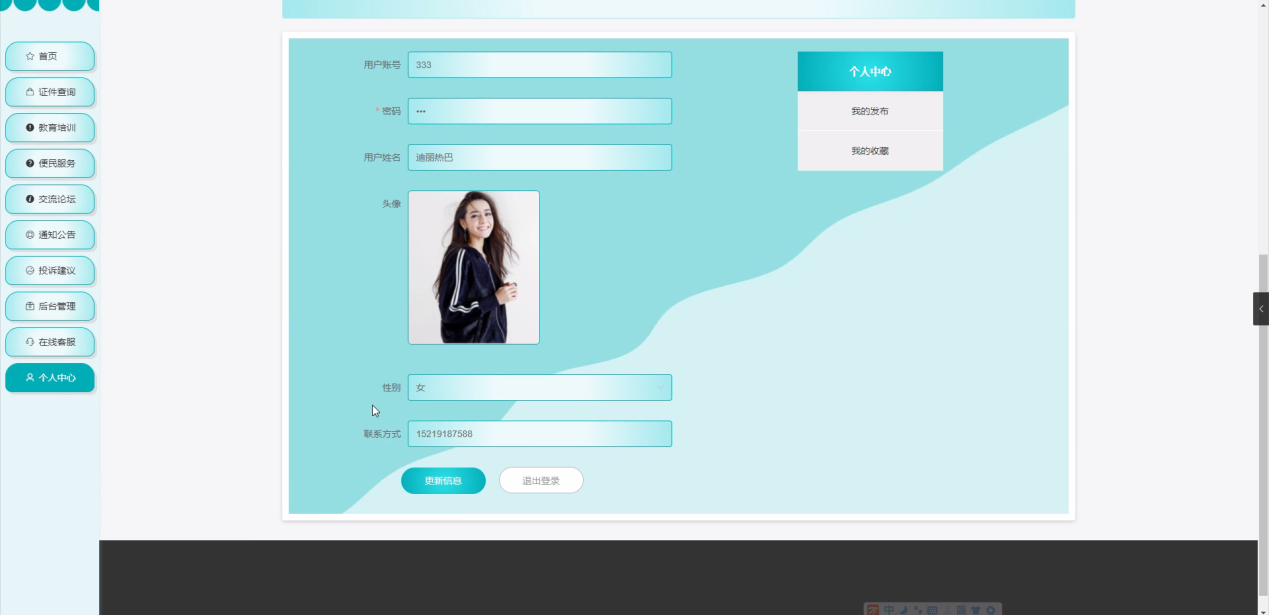 首页
证件查询
教育培训
便民服务
交流论坛
通知公告
投诉建议
后台管理
在线客服
个人中心
用户账号 333
* 密码 •••
用户姓名 迪丽热巴
头像
性别 女
联系方式 15219187588
更新信息 退出登录
个人中心
我的发布
我的收藏
中